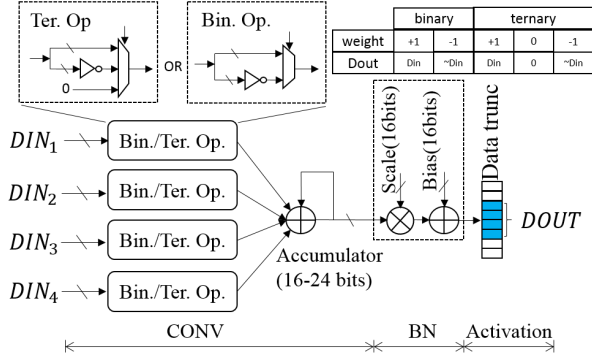 Ter. Op
0
OR
Bin. Op.
binary ternary
weight +1 -1 +1 0 -1
Dout Din ~Din Din 0 ~Din
DIN1 Bin./Ter. Op.
DIN2 Bin./Ter. Op.
DIN3 Bin./Ter. Op.
DIN4 Bin./Ter. Op.
Accumulator
(16-24 bits)
Scale(16bits)
Bias(16bits)
Data trunc
DOUT
CONV BN Activation